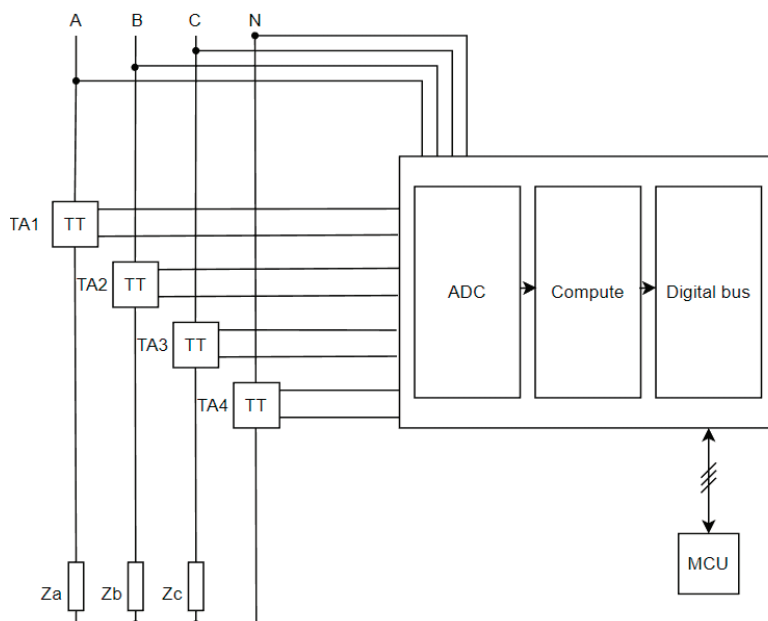 A B C N
TA1 TT
TA2 TT
TA3 TT
TA4 TT
ADC Compute Digital bus
Za Zb Zc
MCU